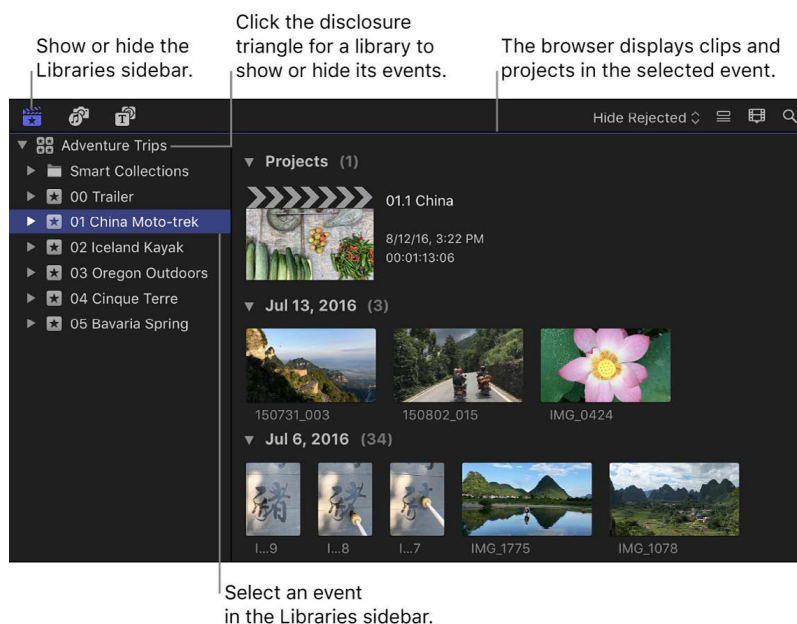 Show or hide the
Libraries sidebar.
Click the disclosure
triangle for a library to
show or hide its events.
The browser displays clips and
projects in the selected event.
T
Hide Rejected
Adventure Trips
Smart Collections
00 Trailer
01 China Moto-trek
02 Iceland Kayak
03 Oregon Outdoors
04 Cinque Terre
05 Bavaria Spring
Projects (1)
01.1 China
8/12/16, 3:22 PM
00:01:13:06
Jul 13, 2016 (3)
150731_003
150802_015
IMG_0424
Jul 6, 2016 (34)
猪
I...9
I...8
I...7
IMG_1775
IMG_1078
Select an event
in the Libraries sidebar.